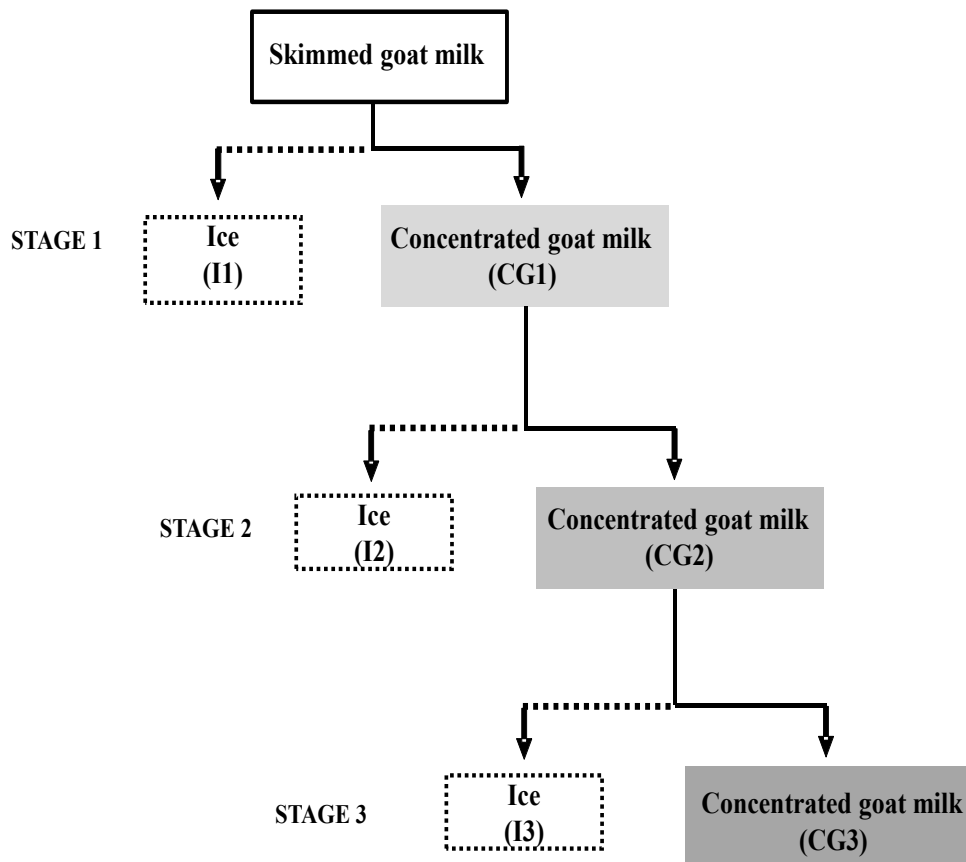 Skimmed goat milk
STAGE 1
Ice
(I1)
Concentrated goat milk
(CG1)
STAGE 2
Ice
(I2)
Concentrated goat milk
(CG2)
STAGE 3
Ice
(I3)
Concentrated goat milk
(CG3)